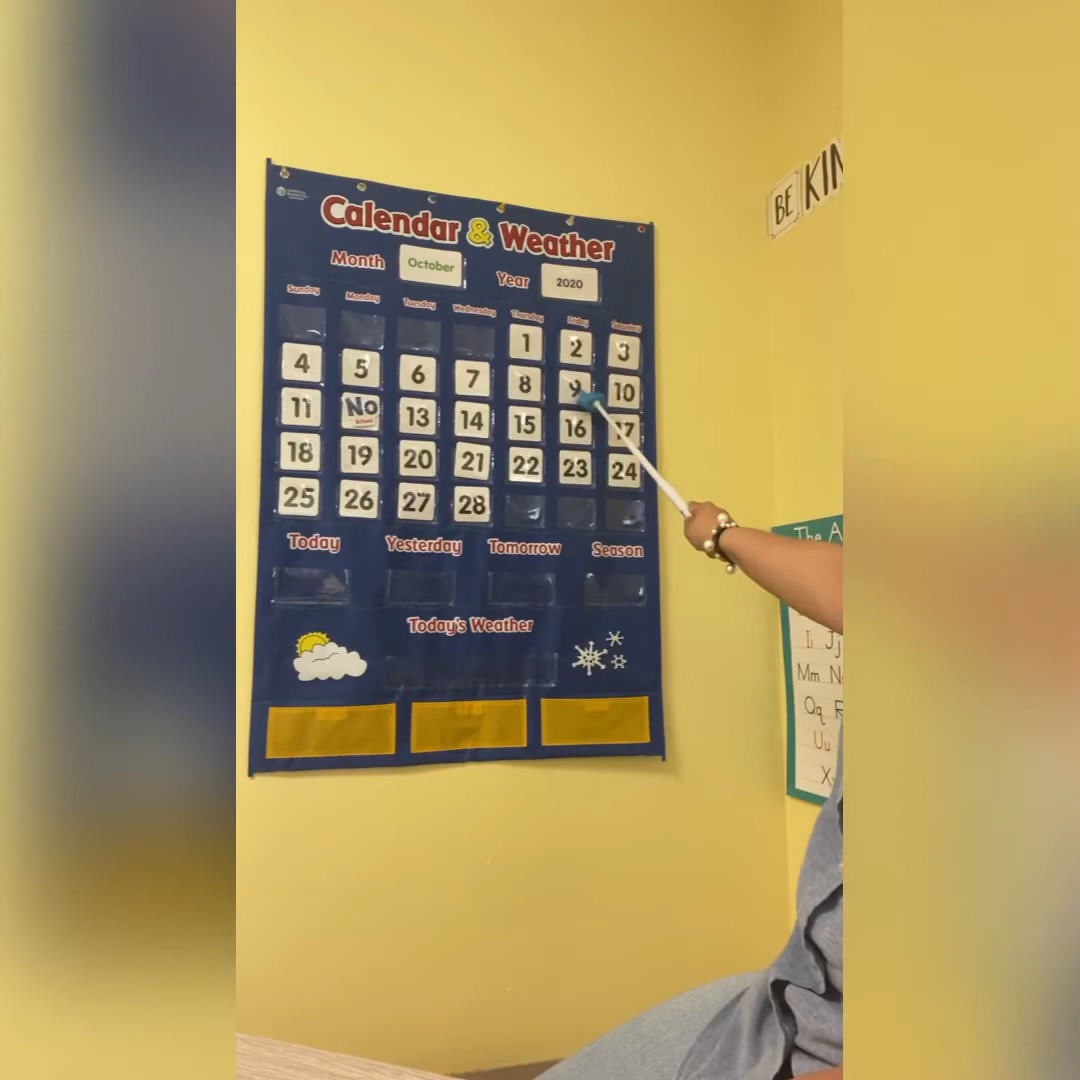 Calendar & Weather
Month October Year 2020
Sunday Monday Tuesday Wednesday Thursday Friday Saturday
1 2 3
4 5 6 7 8 9 10
11 No School 13 14 15 16 17
18 19 20 21 22 23 24
25 26 27 28
Today Yesterday Tomorrow Season
Today's Weather
BE KIN
The A
Ii Jj
Mm N
Qq
Uu
X